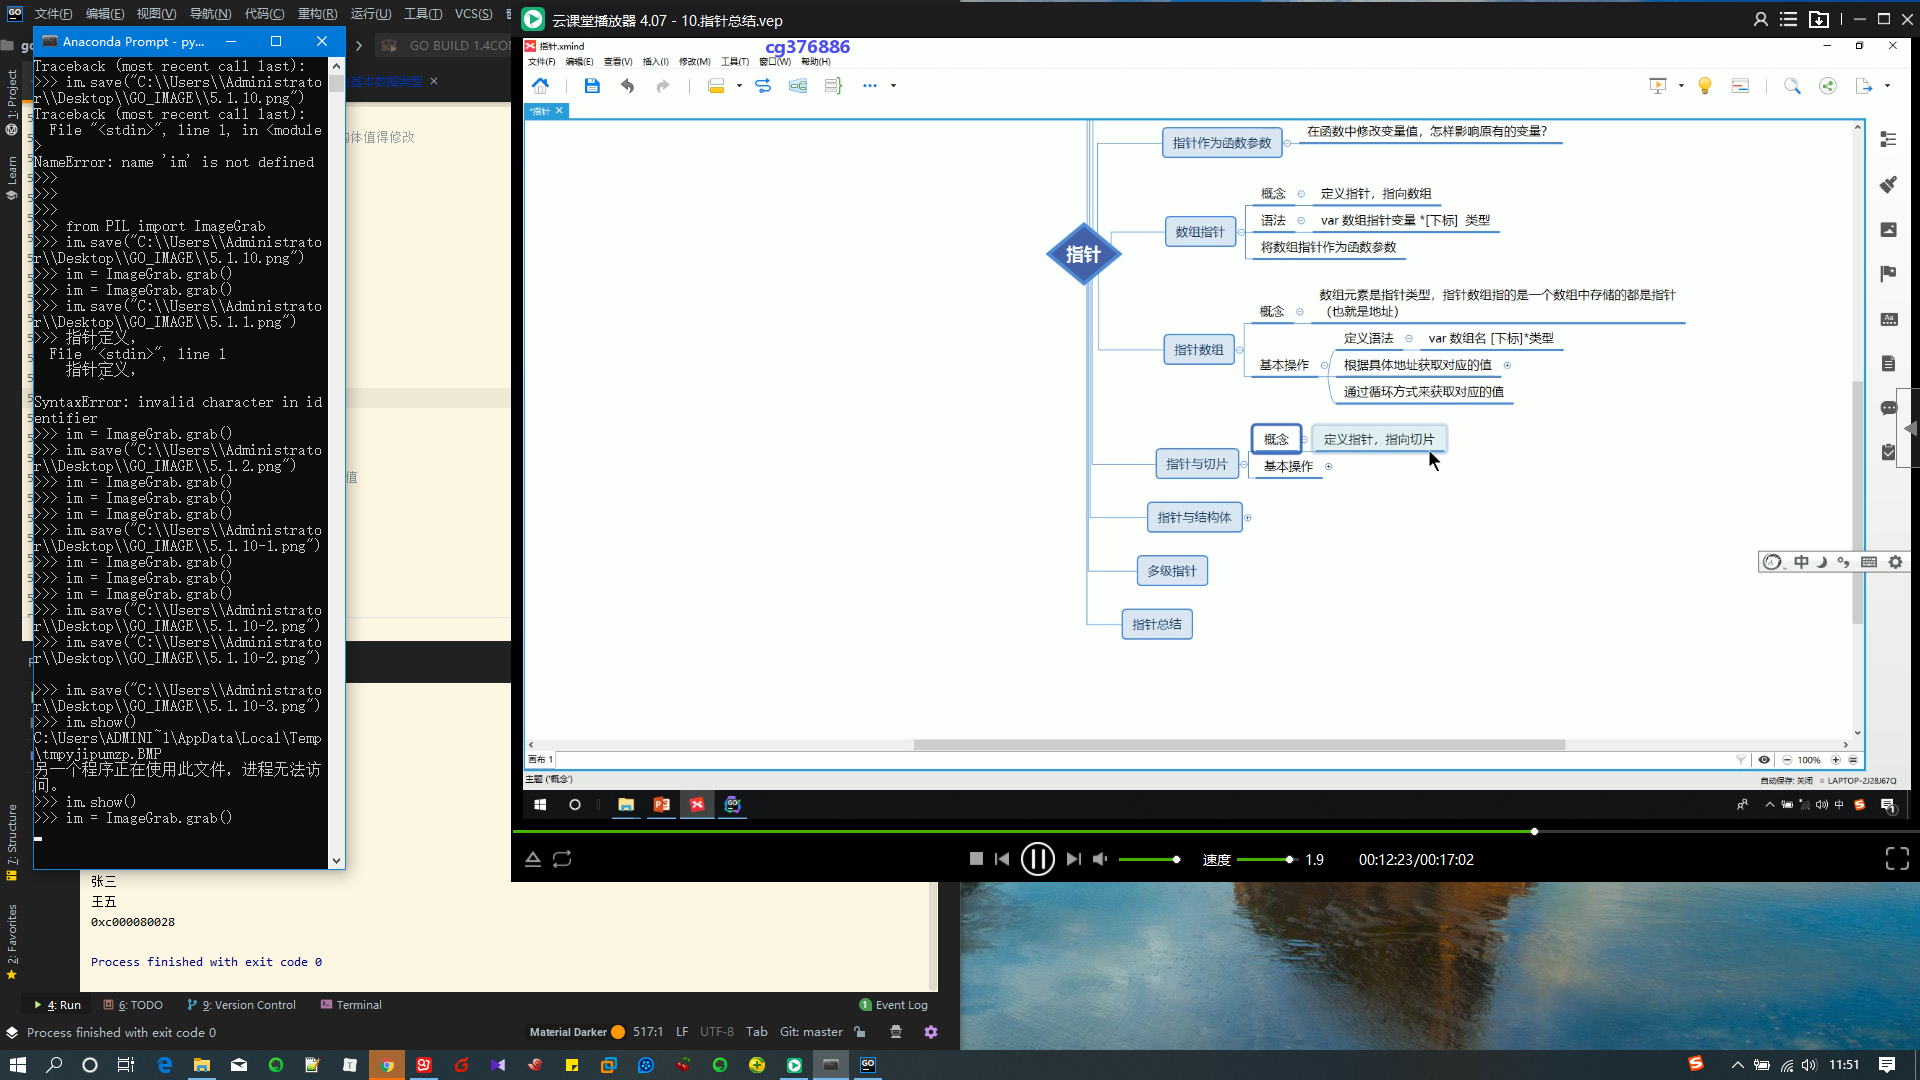 文件(F) 编辑(E) 视图(V) 导航(N) 代码(C) 重构(R) 运行(U) 工具(T) VCS(S)
Anaconda Prompt - py...
GO BUILD 1.4CO
基本数据类型
1: Project
Learn
7: Structure
2: Favorites
体值得修改
值
Traceback (most recent call last):
>>> im.save("C:\\Users\\Administrato
r\\Desktop\\GO_IMAGE\\5.1.10.png")
Traceback (most recent call last):
  File "<stdin>", line 1, in <module
>
NameError: name 'im' is not defined
>>>
>>>
>>>
>>> from PIL import ImageGrab
>>> im.save("C:\\Users\\Administrato
r\\Desktop\\GO_IMAGE\\5.1.10.png")
>>> im = ImageGrab.grab()
>>> im = ImageGrab.grab()
>>> im.save("C:\\Users\\Administrato
r\\Desktop\\GO_IMAGE\\5.1.1.png")
>>> 指针定义,
  File "<stdin>", line 1
    指针定义,
        ^
SyntaxError: invalid character in id
entifier
>>> im = ImageGrab.grab()
>>> im.save("C:\\Users\\Administrato
r\\Desktop\\GO_IMAGE\\5.1.2.png")
>>> im = ImageGrab.grab()
>>> im = ImageGrab.grab()
>>> im = ImageGrab.grab()
>>> im.save("C:\\Users\\Administrato
r\\Desktop\\GO_IMAGE\\5.1.10-1.png")
>>> im = ImageGrab.grab()
>>> im = ImageGrab.grab()
>>> im = ImageGrab.grab()
>>> im.save("C:\\Users\\Administrato
r\\Desktop\\GO_IMAGE\\5.1.10-2.png")
>>> im.save("C:\\Users\\Administrato
r\\Desktop\\GO_IMAGE\\5.1.10-2.png")
>>> im.save("C:\\Users\\Administrato
r\\Desktop\\GO_IMAGE\\5.1.10-3.png")
>>> im.show()
C:\Users\ADMINI~1\AppData\Local\Temp
\tmpyjipumzp.BMP
另一个程序正在使用此文件，进程无法访
问。
>>> im.show()
>>> im = ImageGrab.grab()
张三
王五
0xc000080028
Process finished with exit code 0
4: Run 6: TODO 9: Version Control Terminal 1 Event Log
Process finished with exit code 0 Material Darker 517:1 LF UTF-8 Tab Git: master
云课堂播放器 4.07 - 10.指针总结.vep
指针.xmind
cg376886
文件(F) 编辑(E) 查看(V) 插入(I) 修改(M) 工具(T) 窗口(W) 帮助(H)
*指针
指针作为函数参数 在函数中修改变量值，怎样影响原有的变量?
指针
数组指针
概念 定义指针，指向数组
语法 var 数组指针变量 *[下标] 类型
将数组指针作为函数参数
指针数组
概念 数组元素是指针类型，指针数组指的是一个数组中存储的都是指针
（也就是地址）
基本操作
定义语法 var 数组名 [下标]*类型
根据具体地址获取对应的值
通过循环方式来获取对应的值
指针与切片
概念 定义指针，指向切片
基本操作
指针与结构体
多级指针
指针总结
中
画布 1 100%
主题 ('概念') 自动保存: 关闭 LAPTOP-2J28J67Q
中
速度 1.9 00:12:23/00:17:02
11:51